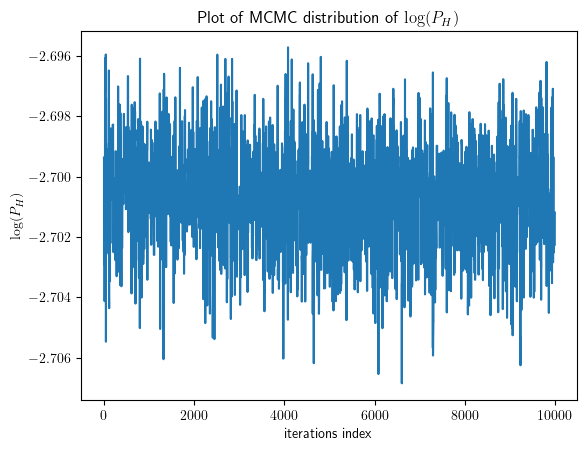 Plot of MCMC distribution of log(P_H)
−2.696
−2.698
−2.700
−2.702
−2.704
−2.706
log(P_H)
0 2000 4000 6000 8000 10000
iterations index